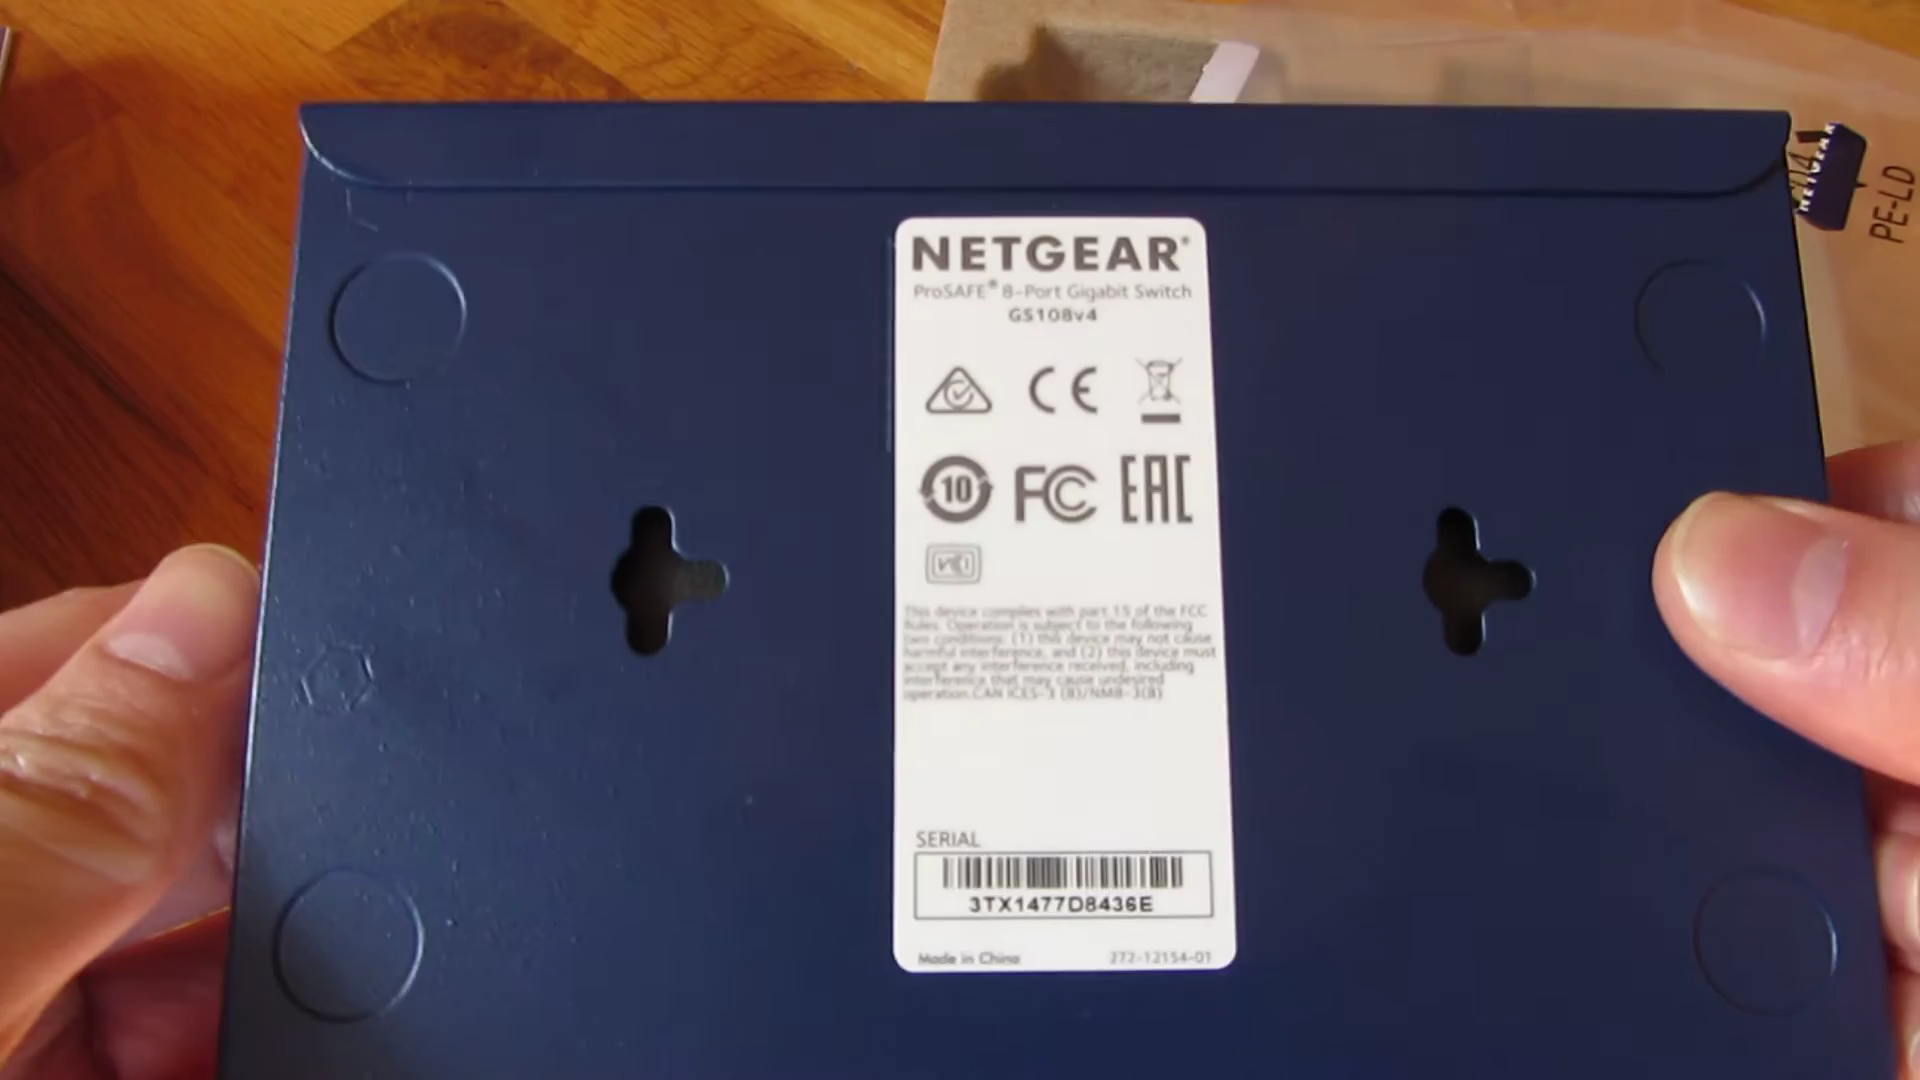 NETGEAR®
ProSAFE® 8-Port Gigabit Switch
GS108v4
CE
10 FC EAC
VCCI
This device complies with part 15 of the FCC
Rules. Operation is subject to the following
two conditions: (1) this device may not cause
harmful interference, and (2) this device must
accept any interference received, including
interference that may cause undesired
operation.CAN ICES-3 (B)/NMB-3(B)
SERIAL
3TX1477D8436E
Made in China 272-12154-01
NETGEAR
PE-LD